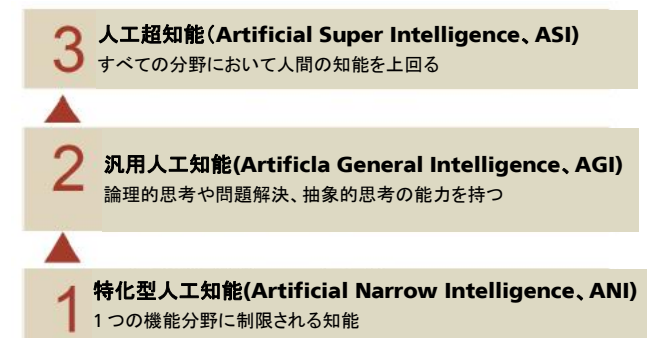 3 人工超知能（Artificial Super Intelligence、ASI)
すべての分野において人間の知能を上回る
2 汎用人工知能(Artificla General Intelligence、AGI)
論理的思考や問題解決、抽象的思考の能力を持つ
1 特化型人工知能(Artificial Narrow Intelligence、ANI)
1つの機能分野に制限される知能